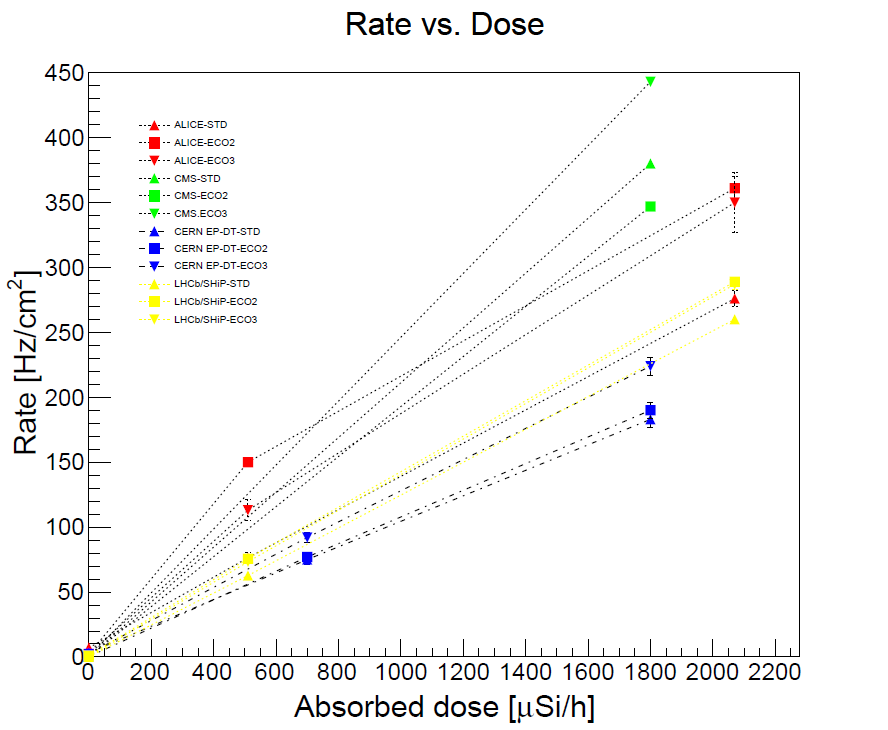 Rate vs. Dose
Rate [Hz/cm²]
450
400
350
300
250
200
150
100
50
0
ALICE-STD
ALICE-ECO2
ALICE-ECO3
CMS-STD
CMS-ECO2
CMS.ECO3
CERN EP-DT-STD
CERN EP-DT-ECO2
CERN EP-DT-ECO3
LHCb/SHiP-STD
LHCb/SHiP-ECO2
LHCb/SHiP-ECO3
0 200 400 600 800 1000 1200 1400 1600 1800 2000 2200
Absorbed dose [μSi/h]